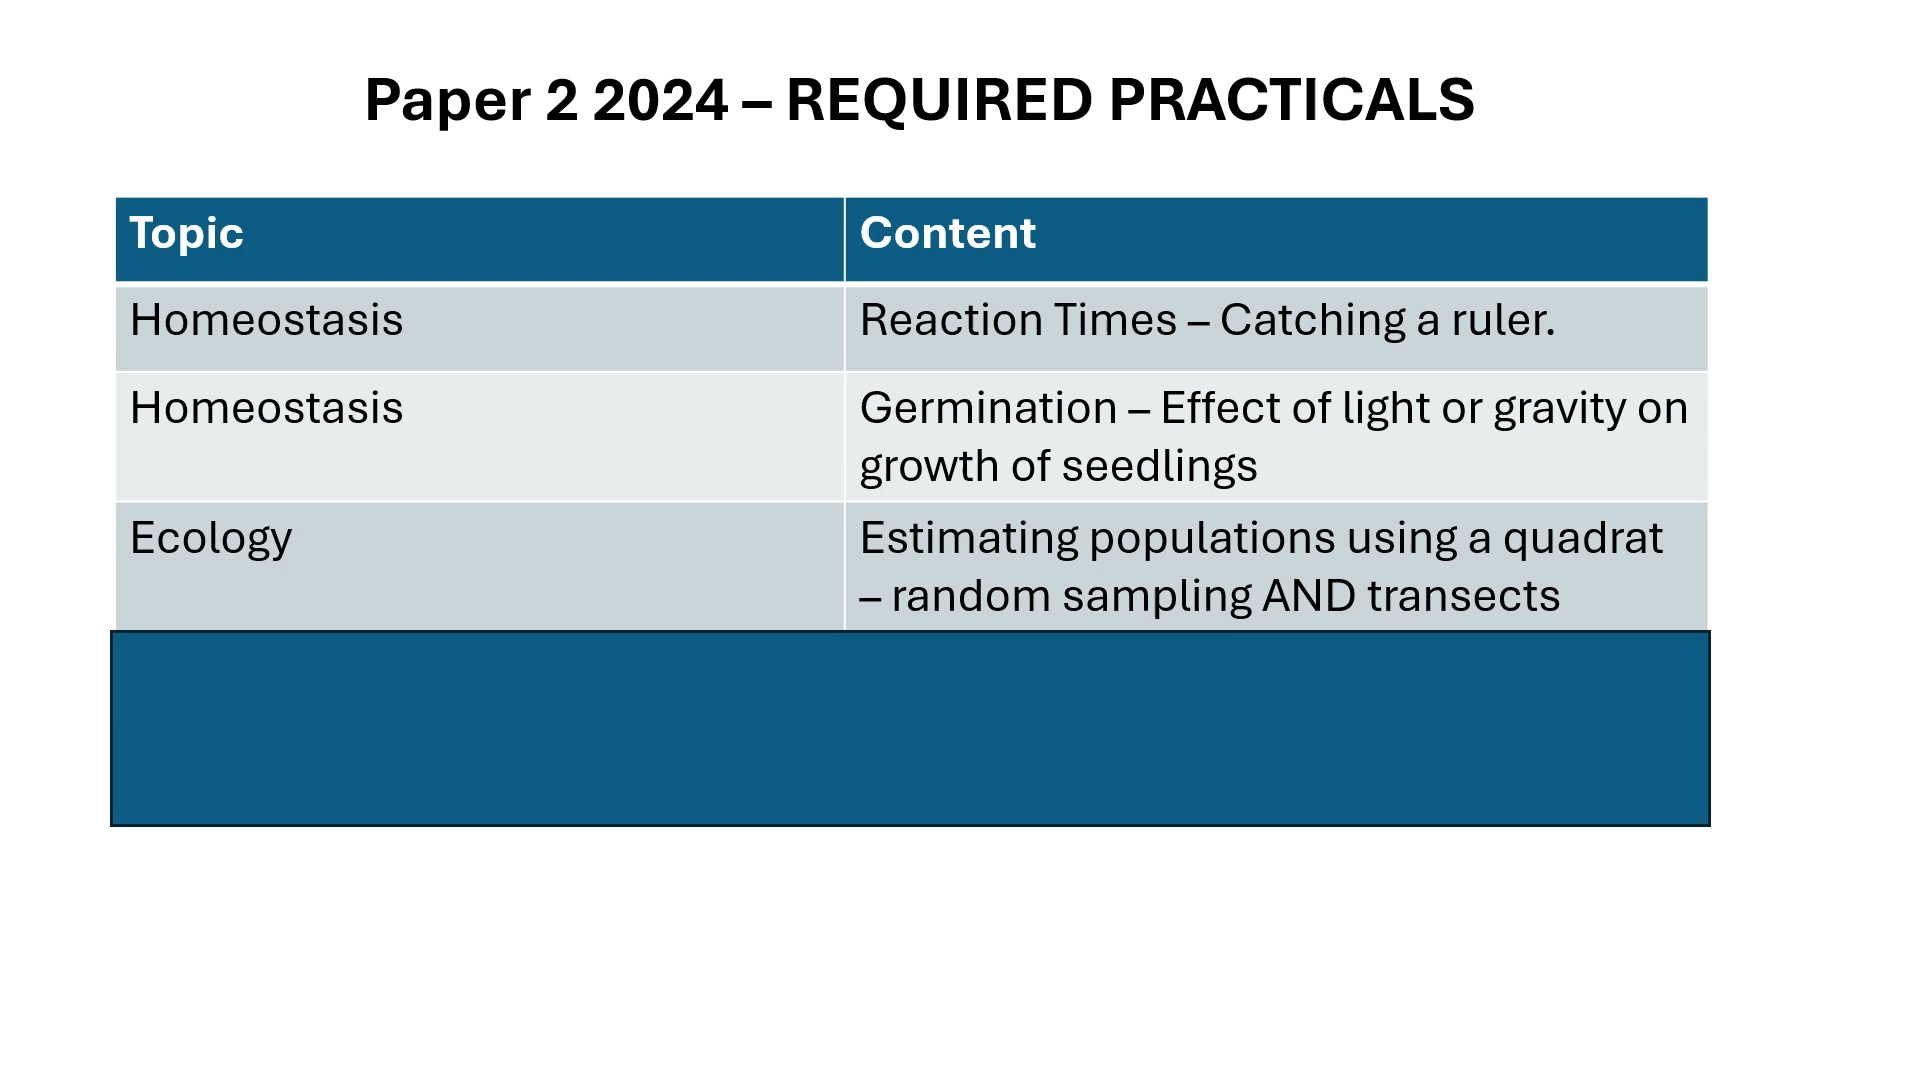 Paper 2 2024 – REQUIRED PRACTICALS
Topic
Content
Homeostasis
Reaction Times – Catching a ruler.
Homeostasis
Germination – Effect of light or gravity on
growth of seedlings
Ecology
Estimating populations using a quadrat
– random sampling AND transects